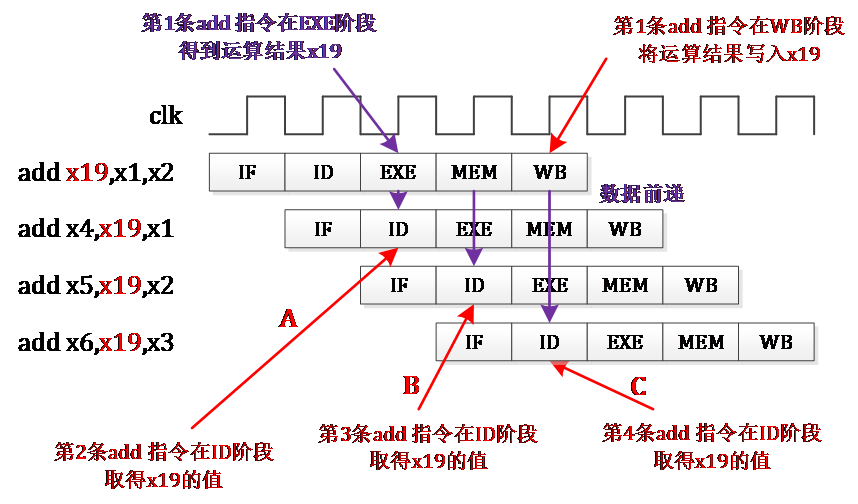 第1条add 指令在EXE阶段
得到运算结果x19
第1条add 指令在WB阶段
将运算结果写入x19
clk
add x19,x1,x2 IF ID EXE MEM WB
数据前递
add x4,x19,x1 IF ID EXE MEM WB
add x5,x19,x2 IF ID EXE MEM WB
A
add x6,x19,x3 IF ID EXE MEM WB
B
C
第2条add 指令在ID阶段
取得x19的值
第3条add 指令在ID阶段
取得x19的值
第4条add 指令在ID阶段
取得x19的值